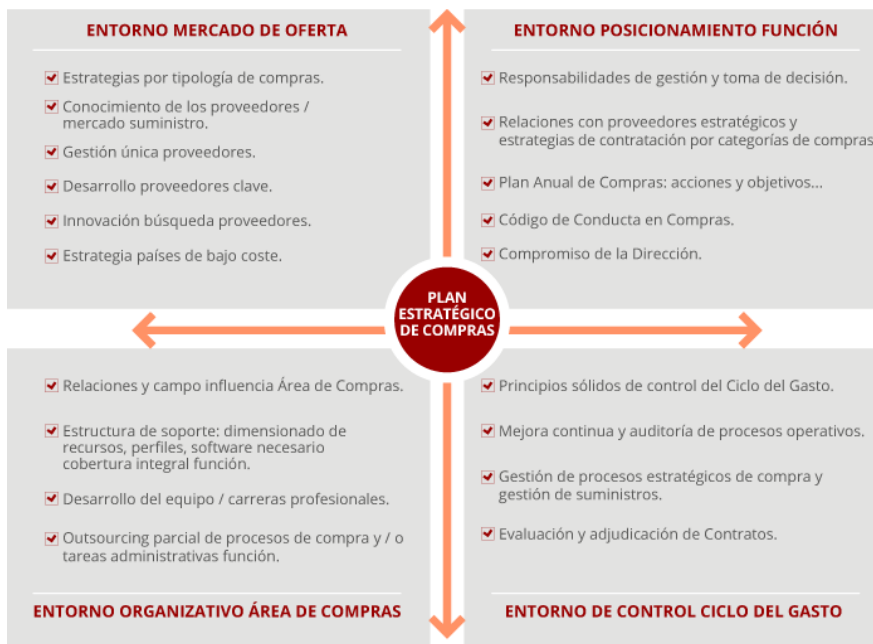 ENTORNO MERCADO DE OFERTA
Estrategias por tipología de compras.
Conocimiento de los proveedores /
mercado suministro.
Gestión única proveedores.
Desarrollo proveedores clave.
Innovación búsqueda proveedores.
Estrategia países de bajo coste.
ENTORNO POSICIONAMIENTO FUNCIÓN
Responsabilidades de gestión y toma de decisión.
Relaciones con proveedores estratégicos y
estrategias de contratación por categorías de compras
Plan Anual de Compras: acciones y objetivos...
Código de Conducta en Compras.
Compromiso de la Dirección.
PLAN
ESTRATÉGICO
DE COMPRAS
Relaciones y campo influencia Área de Compras.
Estructura de soporte: dimensionado de
recursos, perfiles, software necesario
cobertura integral función.
Desarrollo del equipo / carreras profesionales.
Outsourcing parcial de procesos de compra y / o
tareas administrativas función.
ENTORNO ORGANIZATIVO ÁREA DE COMPRAS
Principios sólidos de control del Ciclo del Gasto.
Mejora continua y auditoría de procesos operativos.
Gestión de procesos estratégicos de compra y
gestión de suministros.
Evaluación y adjudicación de Contratos.
ENTORNO DE CONTROL CICLO DEL GASTO